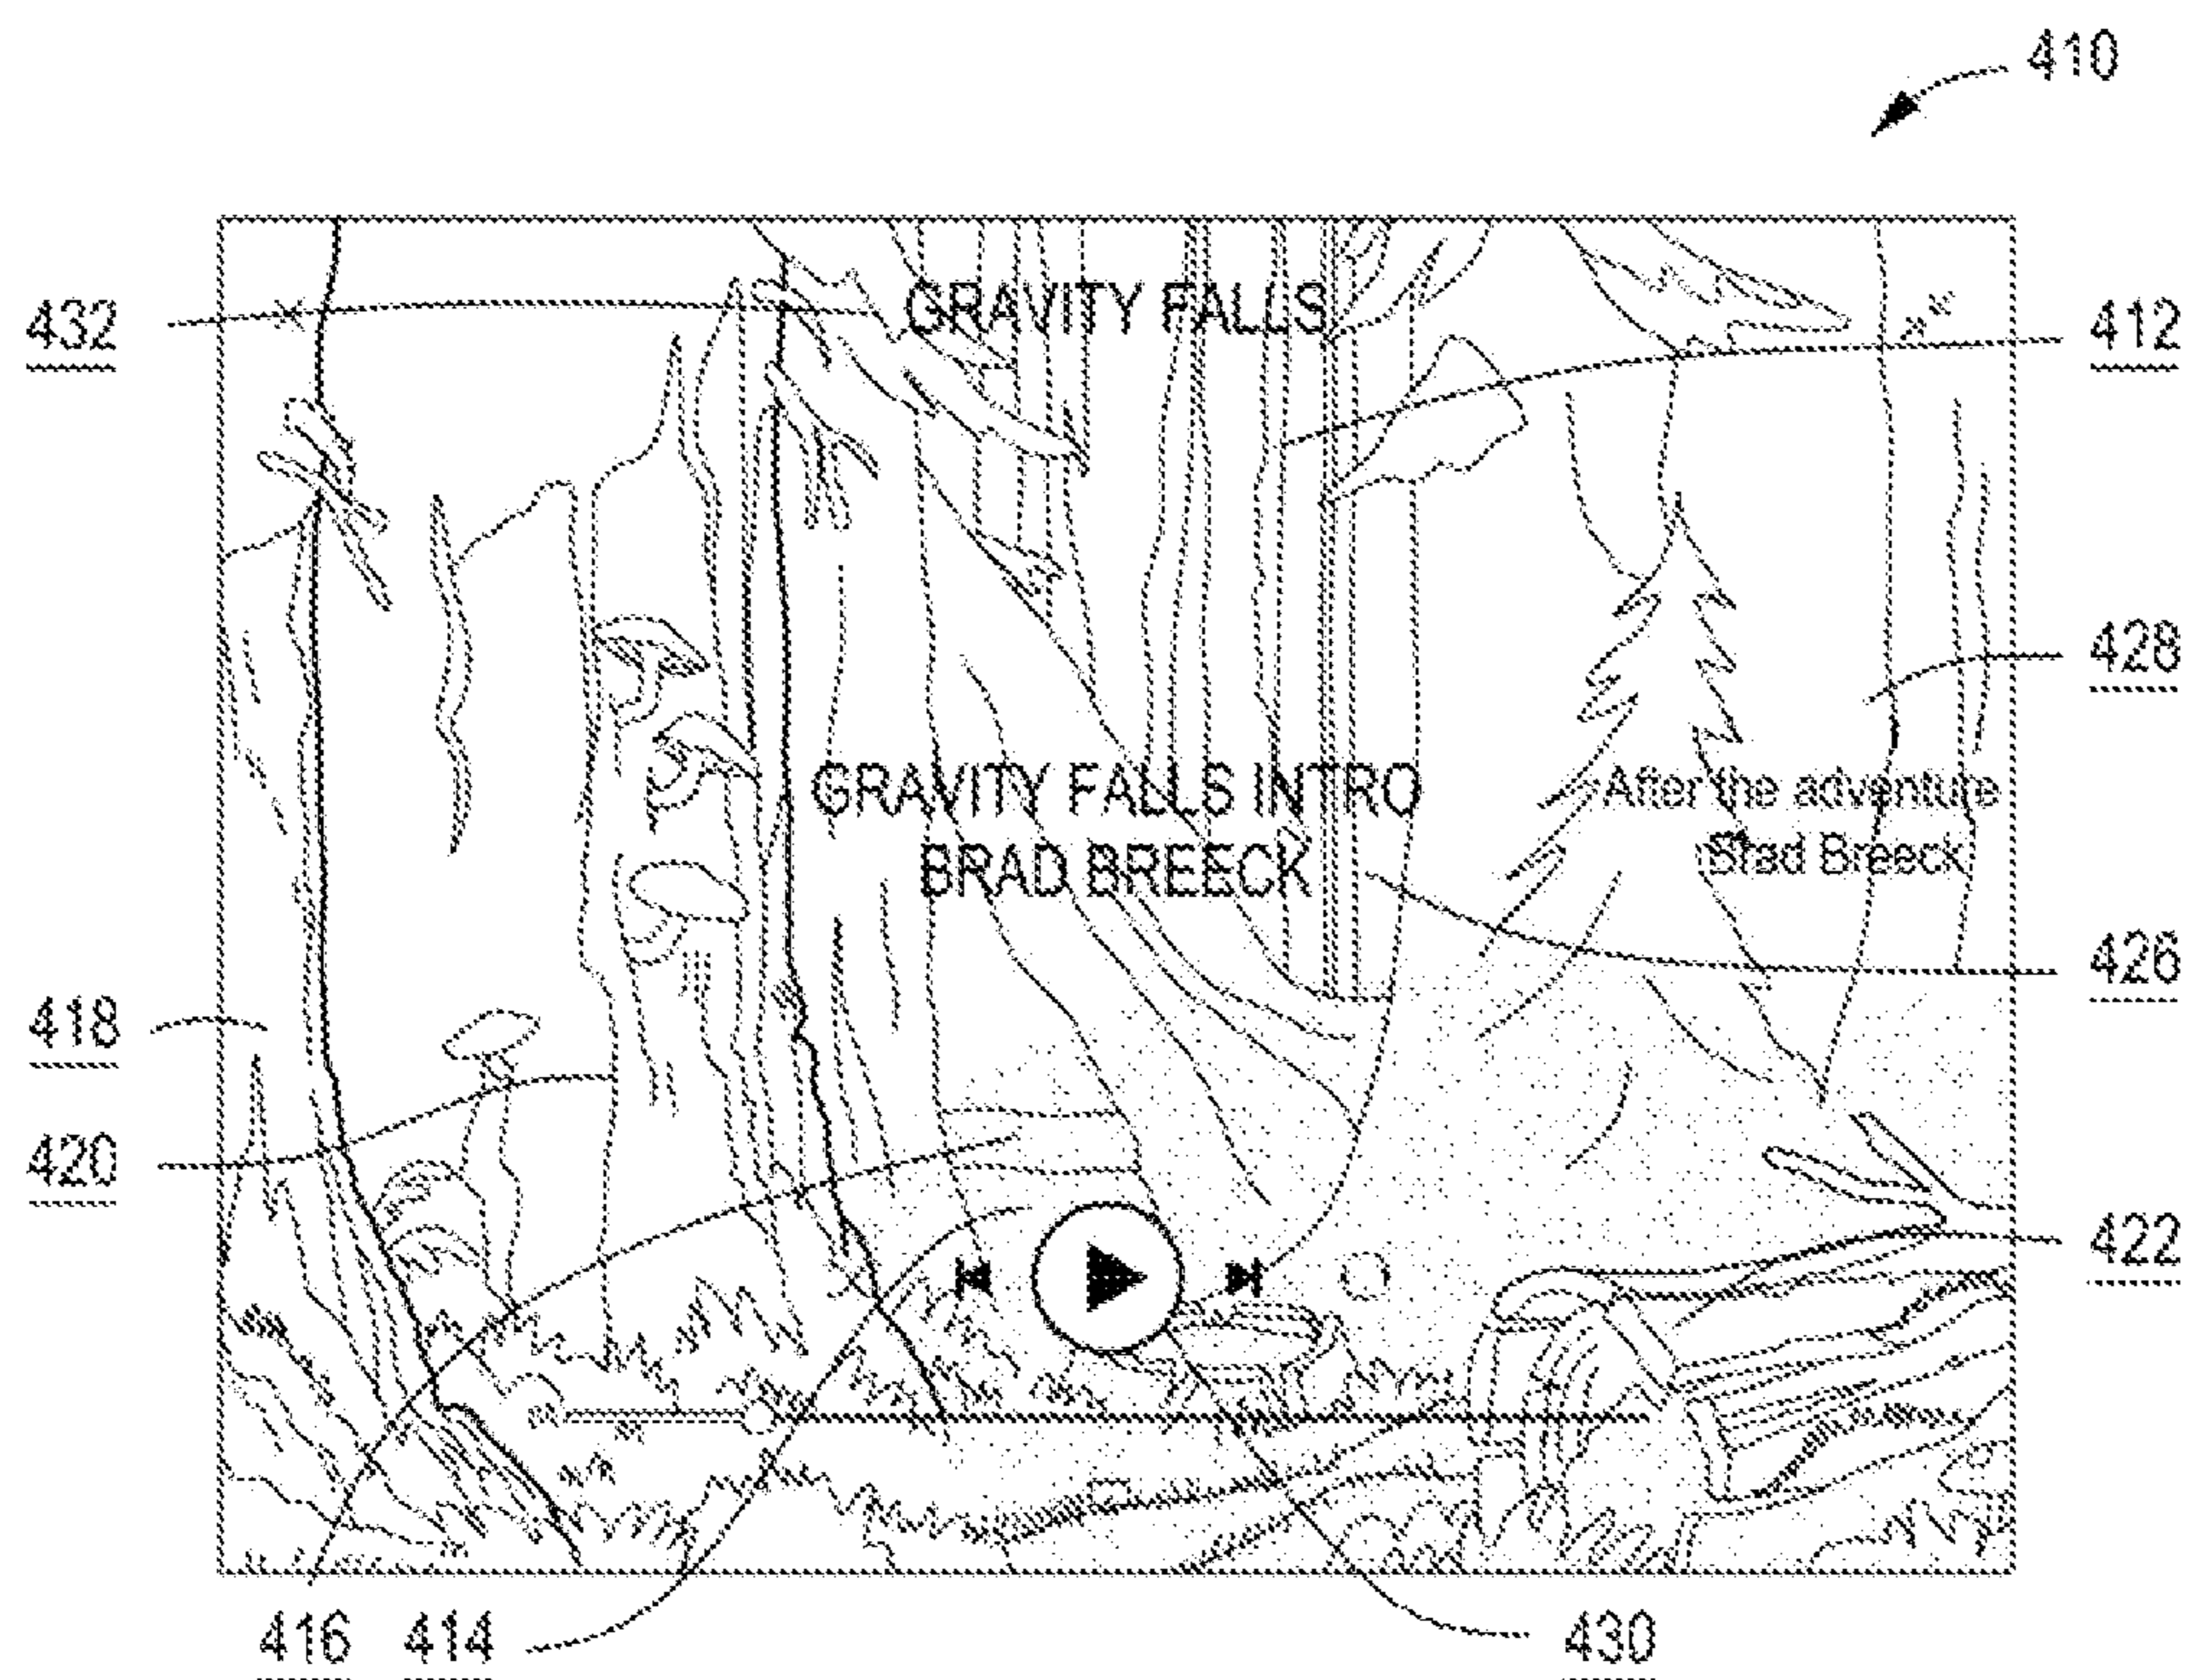 410
432
GRAVITY FALLS
412
428
GRAVITY FALLS INTRO
BRAD BREECK
After the adventure
Brad Breeck
426
418
420
422
416
414
430